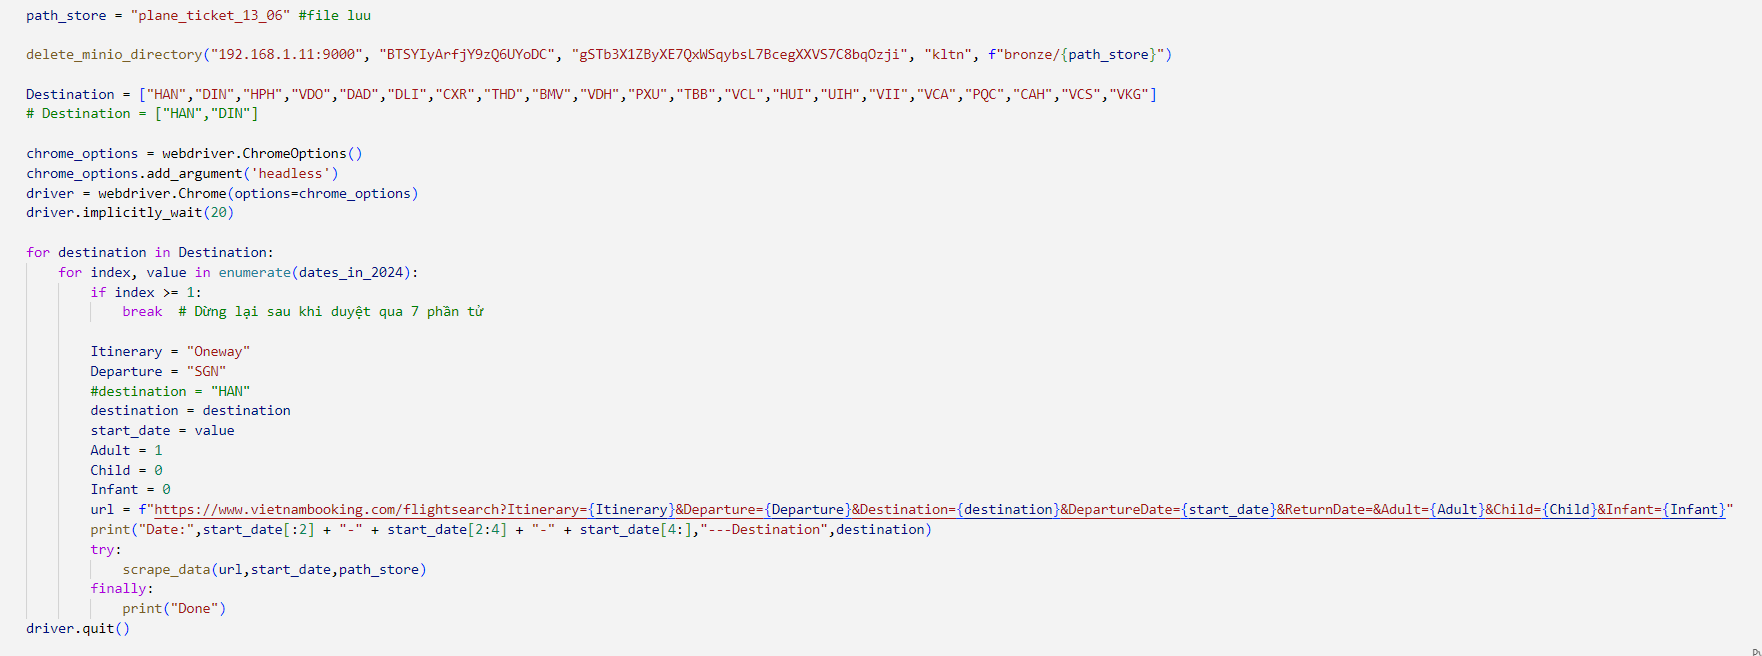 path_store = "plane_ticket_13_06" #file luu
delete_minio_directory("192.168.1.11:9000", "BTSYIyArfjY9zQ6UYoDC", "gSTb3X1ZByXE7QxWSqybsL7BcegXXVS7C8bqOzji", "kltn", f"bronze/{path_store}")
Destination = ["HAN","DIN","HPH","VDO","DAD","DLI","CXR","THD","BMV","VDH","PXU","TBB","VCL","HUI","UIH","VII","VCA","PQC","CAH","VCS","VKG"]
# Destination = ["HAN","DIN"]
chrome_options = webdriver.ChromeOptions()
chrome_options.add_argument('headless')
driver = webdriver.Chrome(options=chrome_options)
driver.implicitly_wait(20)
for destination in Destination:
for index, value in enumerate(dates_in_2024):
if index >= 1:
break  # Dừng lại sau khi duyệt qua 7 phần tử
Itinerary = "Oneway"
Departure = "SGN"
#destination = "HAN"
destination = destination
start_date = value
Adult = 1
Child = 0
Infant = 0
url = f"https://www.vietnambooking.com/flightsearch?Itinerary={Itinerary}&Departure={Departure}&Destination={destination}&DepartureDate={start_date}&ReturnDate=&Adult={Adult}&Child={Child}&Infant={Infant}"
print("Date:",start_date[:2] + "-" + start_date[2:4] + "-" + start_date[4:],"---Destination",destination)
try:
scrape_data(url,start_date,path_store)
finally:
print("Done")
driver.quit()